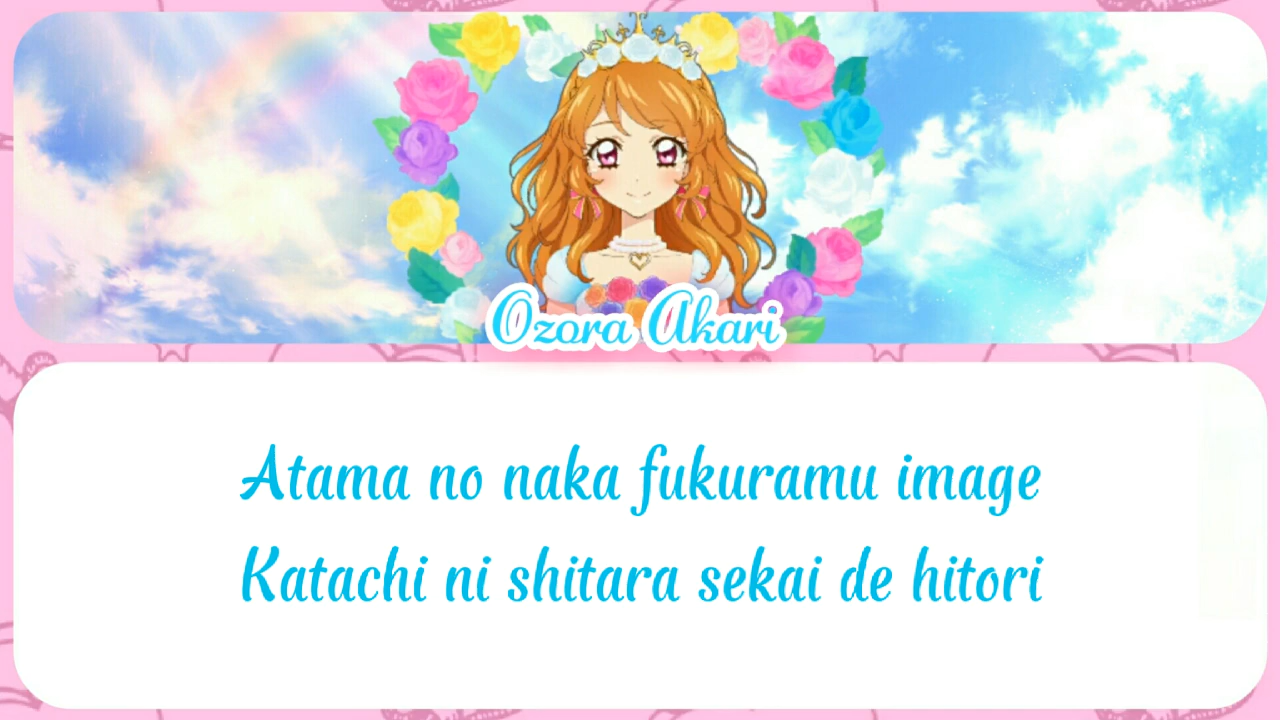 Ozora Akari
Atama no naka fukuramu image
Katachi ni shitara sekai de hitori